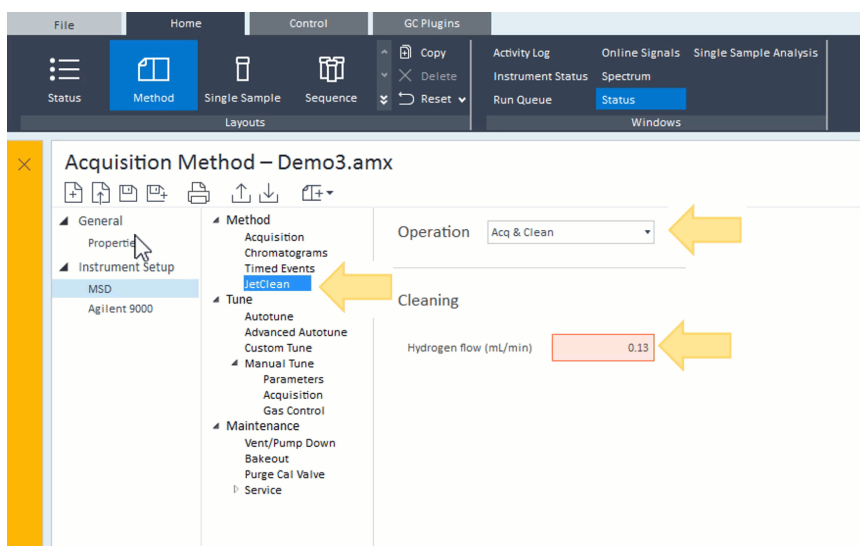 File Home Control GC Plugins
Copy Activity Log Online Signals Single Sample Analysis
Delete Instrument Status Spectrum
Status Method Single Sample Sequence Reset Run Queue Status
Layouts Windows
Acquisition Method – Demo3.amx
General
Properties
Instrument Setup
MSD
Agilent 9000
Method
Acquisition
Chromatograms
Timed Events
JetClean
Tune
Autotune
Advanced Autotune
Custom Tune
Manual Tune
Parameters
Acquisition
Gas Control
Maintenance
Vent/Pump Down
Bakeout
Purge Cal Valve
Service
Operation Acq & Clean
Cleaning
Hydrogen flow (mL/min) 0.13